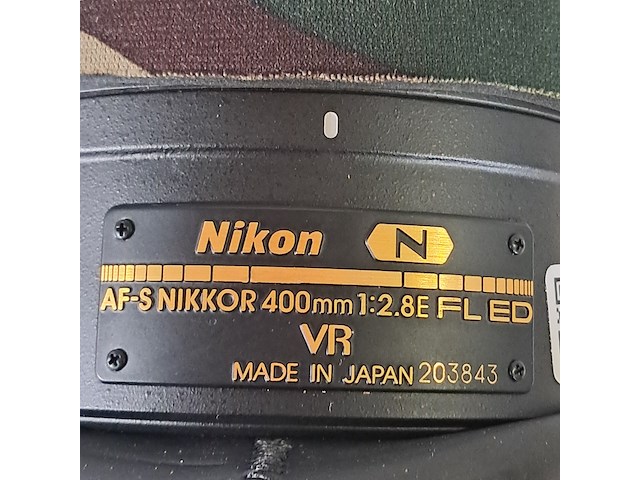 Nikon N
AF-S NIKKOR 400mm 1:2.8E FL ED
VR
MADE IN JAPAN 203843